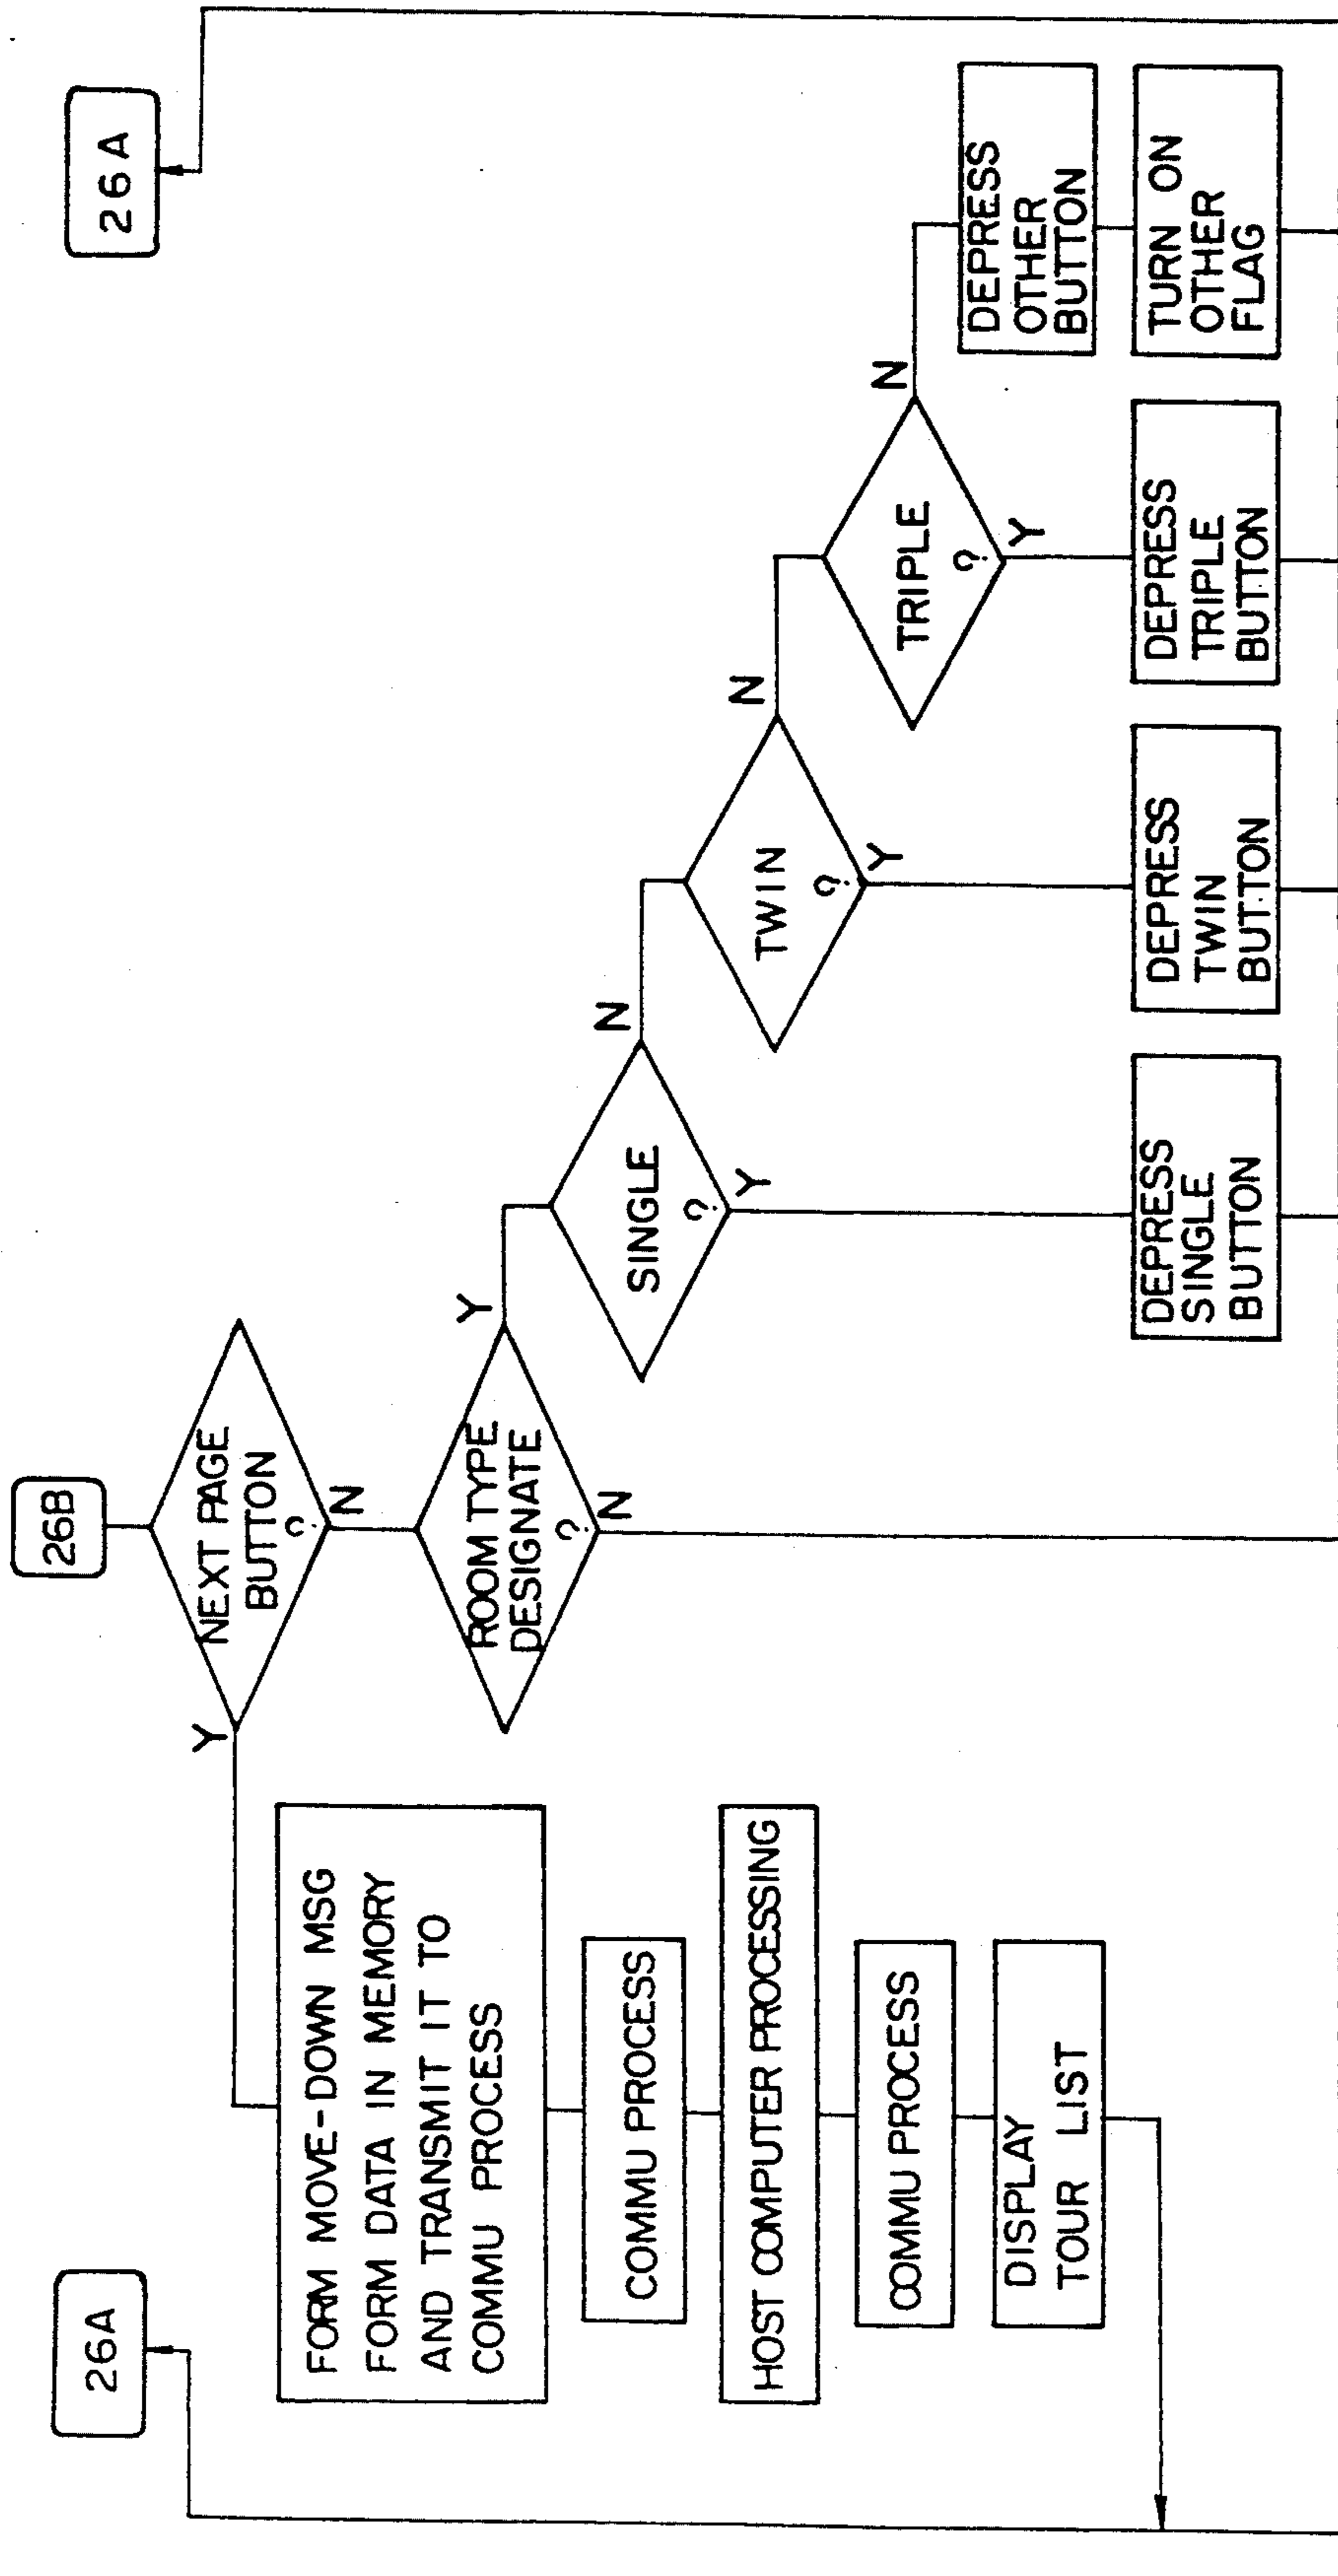 26A
26B
26A
NEXT PAGE
BUTTON
?
Y
N
FORM MOVE-DOWN MSG
FORM DATA IN MEMORY
AND TRANSMIT IT TO
COMMU PROCESS
COMMU PROCESS
HOST COMPUTER PROCESSING
COMMU PROCESS
DISPLAY
TOUR LIST
ROOM TYPE
DESIGNATE
?
Y
N
SINGLE
?
N
Y
TWIN
?
N
Y
TRIPLE
?
N
Y
DEPRESS
SINGLE
BUTTON
DEPRESS
TWIN
BUTTON
DEPRESS
TRIPLE
BUTTON
DEPRESS
OTHER
BUTTON
TURN ON
OTHER
FLAG